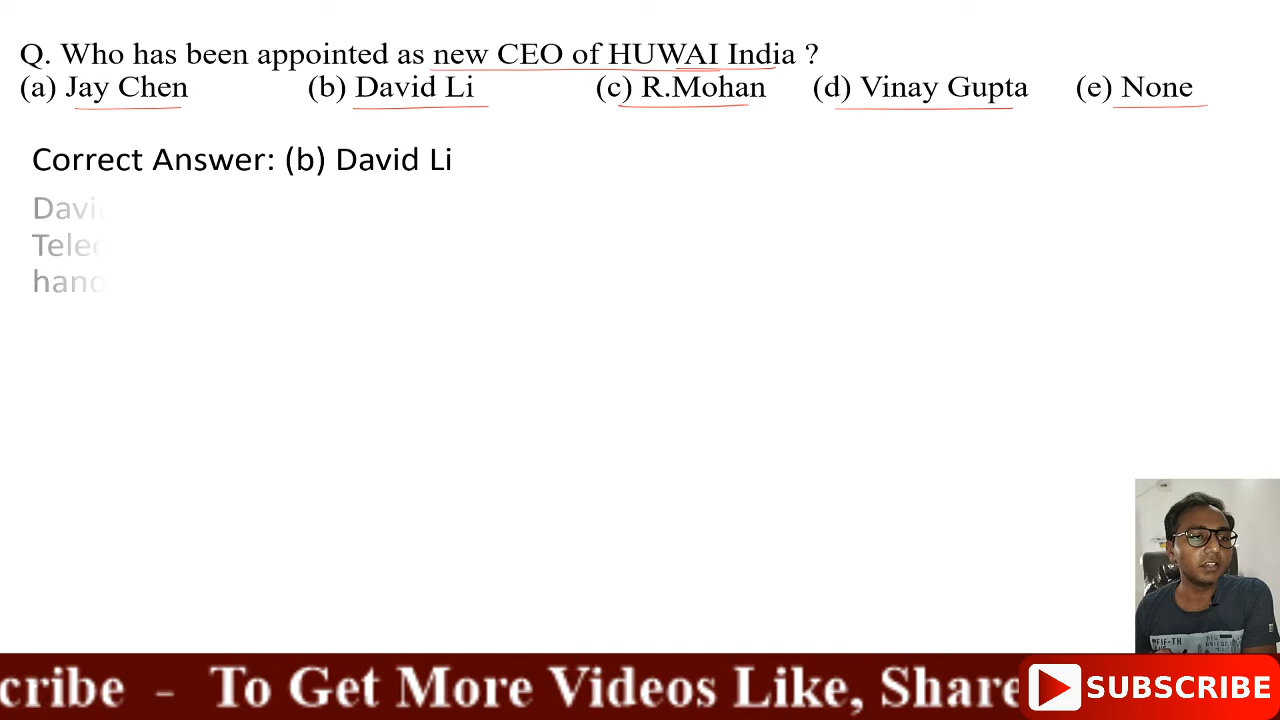 Q. Who has been appointed as new CEO of HUWAI India ?
(a) Jay Chen (b) David Li (c) R.Mohan (d) Vinay Gupta (e) None
Correct Answer: (b) David Li
cribe - To Get More Videos Like, Share
SUBSCRIBE